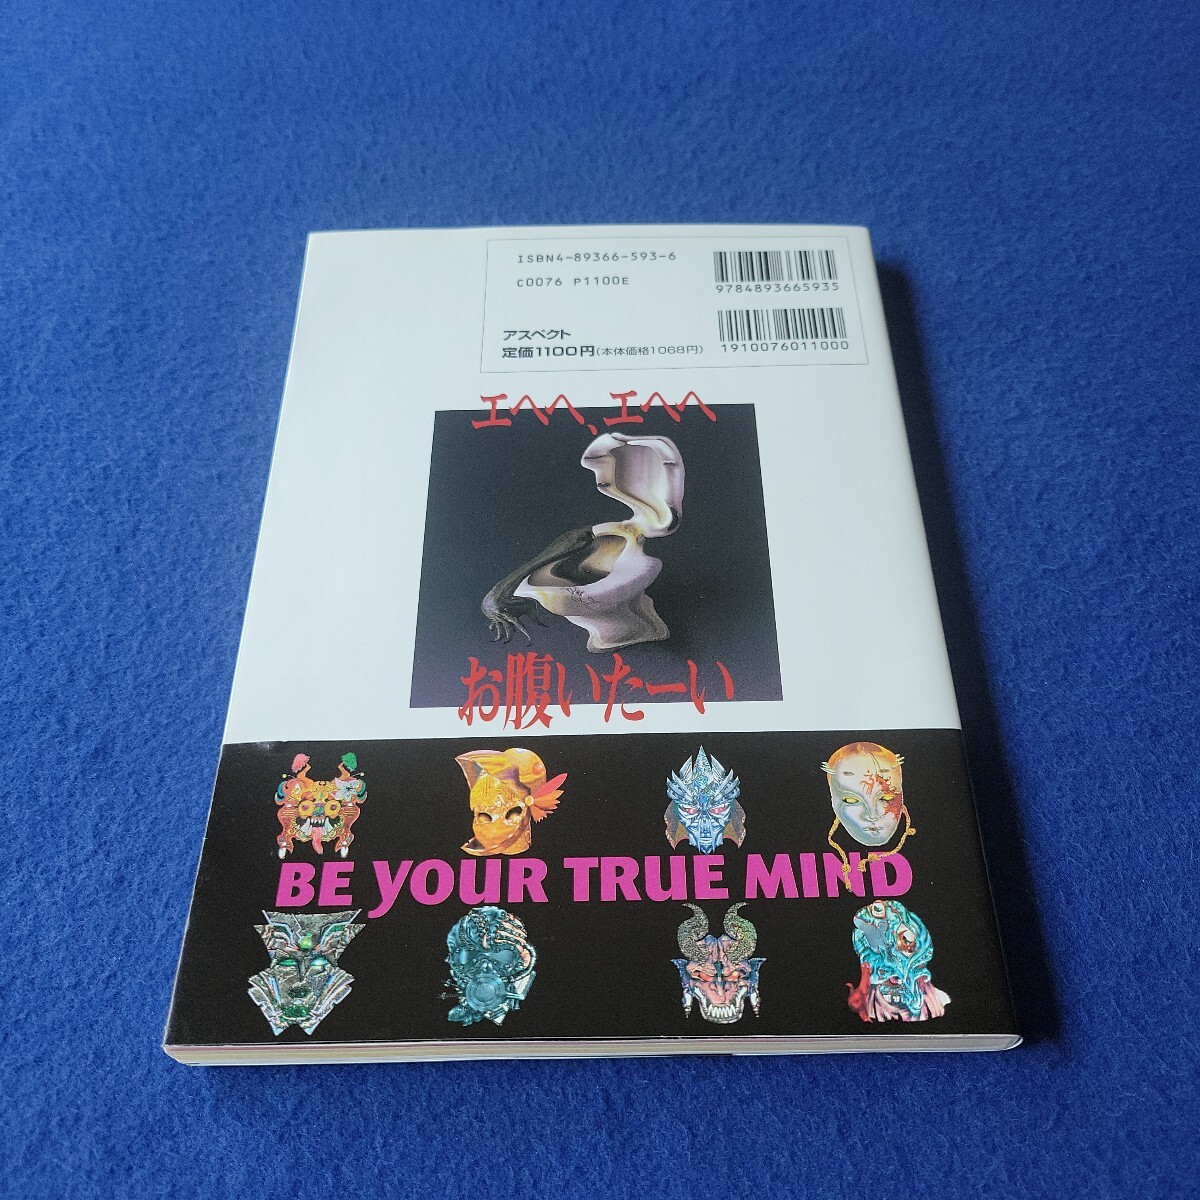 ISBN4-89366-593-6
C0076 P1100E
9784893665935
アスペクト
定価1100円(本体価格1068円)
1910076011000
エヘヘ、エヘヘ
お腹いたーい
BE YOUR TRUE MIND